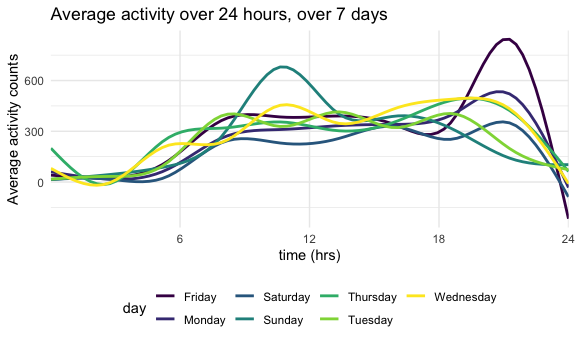 Average activity over 24 hours, over 7 days
Average activity counts
600
300
0
6
12
18
24
time (hrs)
day
Friday
Saturday
Thursday
Wednesday
Monday
Sunday
Tuesday